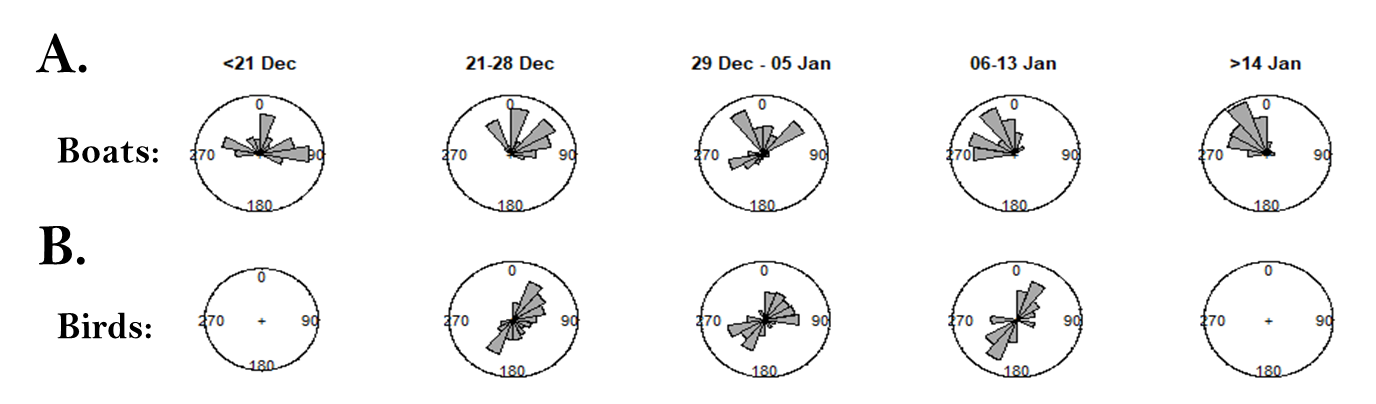 A.
<21 Dec 21-28 Dec 29 Dec - 05 Jan 06-13 Jan >14 Jan
0 0 0 0 0
Boats: 270 90 270 90 270 90 270 90 270 90
180 180 180 180 180
B.
0 0 0 0 0
Birds: 270 90 270 90 270 90 270 90 270 90
180 180 180 180 180